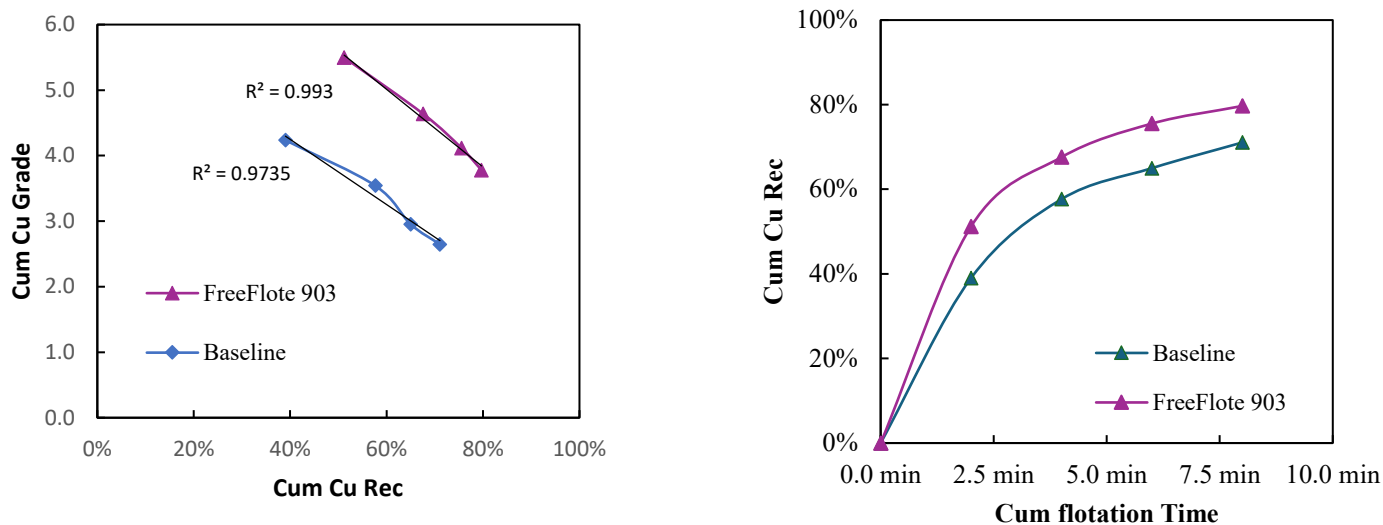 6.0
5.0
4.0
3.0
2.0
1.0
0.0
Cum Cu Grade
R² = 0.993
R² = 0.9735
FreeFlote 903
Baseline
0% 20% 40% 60% 80% 100%
Cum Cu Rec
100%
80%
60%
40%
20%
0%
Cum Cu Rec
Baseline
FreeFlote 903
0.0 min 2.5 min 5.0 min 7.5 min 10.0 min
Cum flotation Time